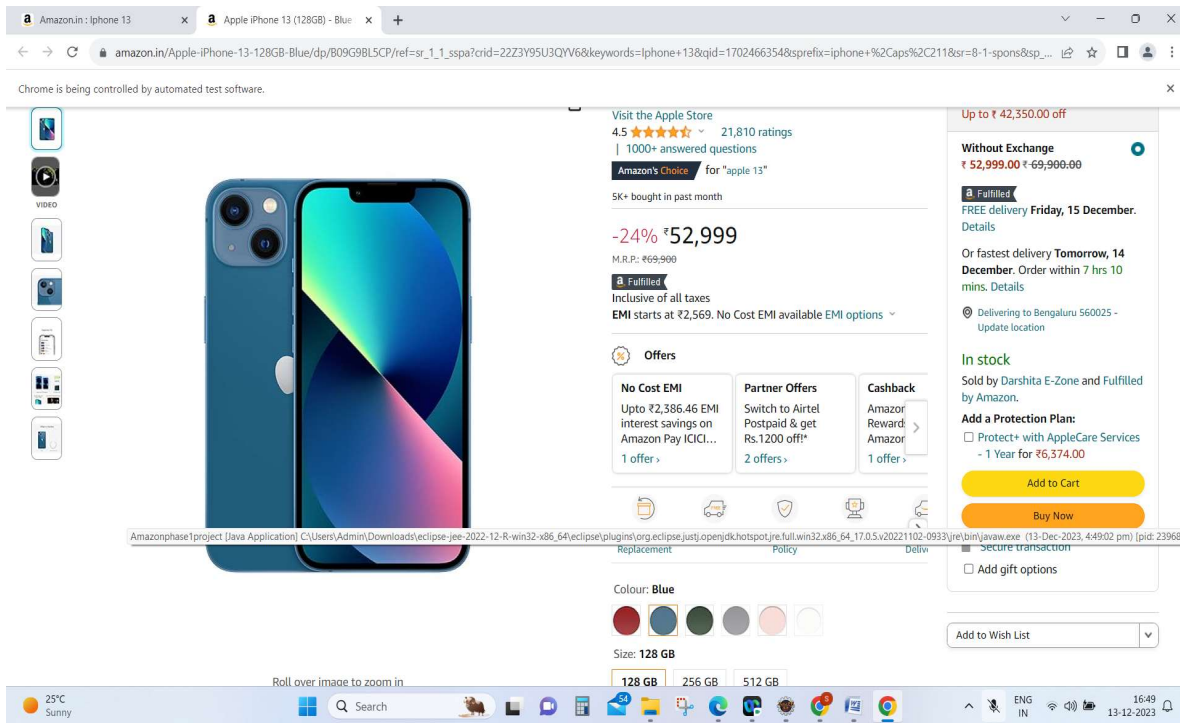 Amazon.in : Iphone 13
Apple iPhone 13 (128GB) - Blue
amazon.in/Apple-iPhone-13-128GB-Blue/dp/B09G9BL5CP/ref=sr_1_1_sspa?crid=22Z3Y95U3QYV6&keywords=Iphone+13&qid=1702466354&sprefix=iphone+%2Caps%2C211&sr=8-1-spons&sp_...
Chrome is being controlled by automated test software.
VIDEO
Roll over image to zoom in
Visit the Apple Store
4.5 21,810 ratings
| 1000+ answered questions
Amazon's Choice for "apple 13"
5K+ bought in past month
-24% ₹52,999
M.R.P.: ₹69,900
a Fulfilled
Inclusive of all taxes
EMI starts at ₹2,569. No Cost EMI available EMI options
Offers
No Cost EMI
Upto ₹2,386.46 EMI
interest savings on
Amazon Pay ICICI...
1 offer ›
Partner Offers
Switch to Airtel
Postpaid & get
Rs.1200 off!*
2 offers ›
Cashback
Amazon
Reward
Amazon
1 offer ›
Replacement
Policy
Deliv
Amazonphase1project [Java Application] C:\Users\Admin\Downloads\eclipse-jee-2022-12-R-win32-x86_64\eclipse\plugins\org.eclipse.justj.openjdk.hotspot.jre.full.win32.x86_64_17.0.5.v20221102-0933\jre\bin\javaw.exe (13-Dec-2023, 4:49:02 pm) [pid: 23968
Colour: Blue
Size: 128 GB
128 GB 256 GB 512 GB
Up to ₹ 42,350.00 off
Without Exchange
₹ 52,999.00 ₹ 69,900.00
a Fulfilled
FREE delivery Friday, 15 December.
Details
Or fastest delivery Tomorrow, 14
December. Order within 7 hrs 10
mins. Details
Delivering to Bengaluru 560025 -
Update location
In stock
Sold by Darshita E-Zone and Fulfilled
by Amazon.
Add a Protection Plan:
Protect+ with AppleCare Services
- 1 Year for ₹6,374.00
Add to Cart
Buy Now
Secure transaction
Add gift options
Add to Wish List
25°C
Sunny
Search
54
ENG
IN
16:49
13-12-2023